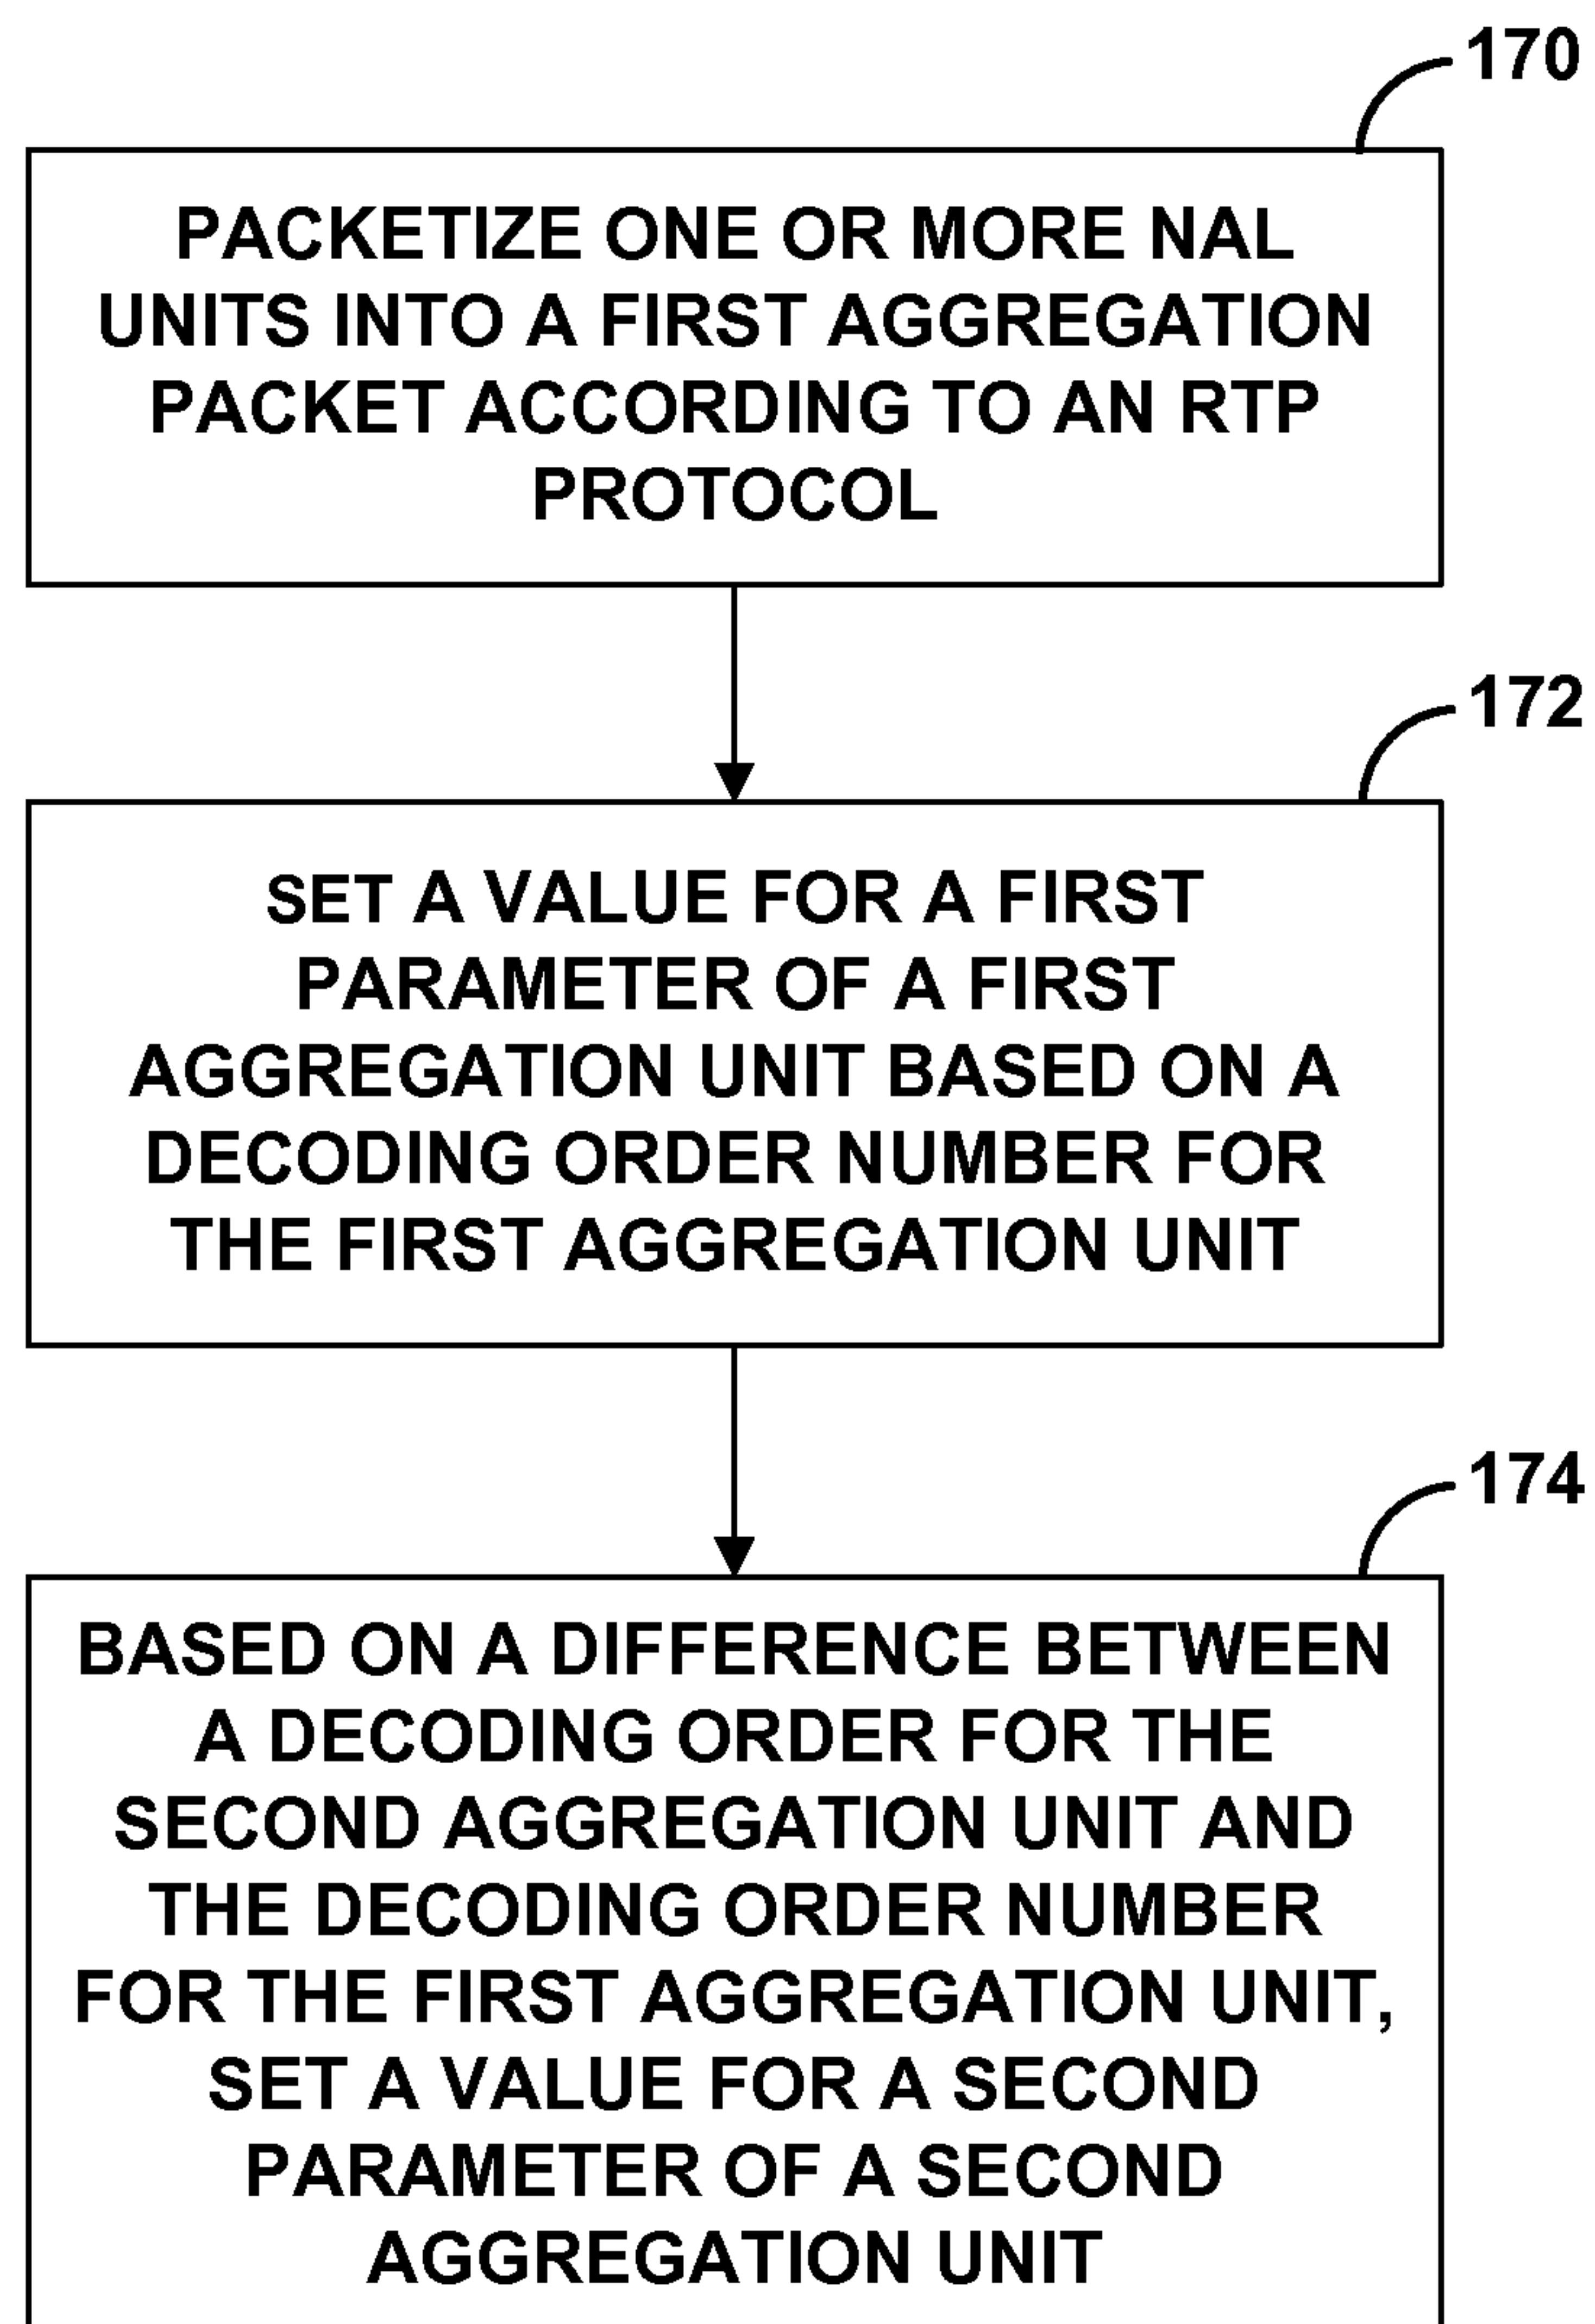 170
PACKETIZE ONE OR MORE NAL
UNITS INTO A FIRST AGGREGATION
PACKET ACCORDING TO AN RTP
PROTOCOL
172
SET A VALUE FOR A FIRST
PARAMETER OF A FIRST
AGGREGATION UNIT BASED ON A
DECODING ORDER NUMBER FOR
THE FIRST AGGREGATION UNIT
174
BASED ON A DIFFERENCE BETWEEN
A DECODING ORDER FOR THE
SECOND AGGREGATION UNIT AND
THE DECODING ORDER NUMBER
FOR THE FIRST AGGREGATION UNIT,
SET A VALUE FOR A SECOND
PARAMETER OF A SECOND
AGGREGATION UNIT